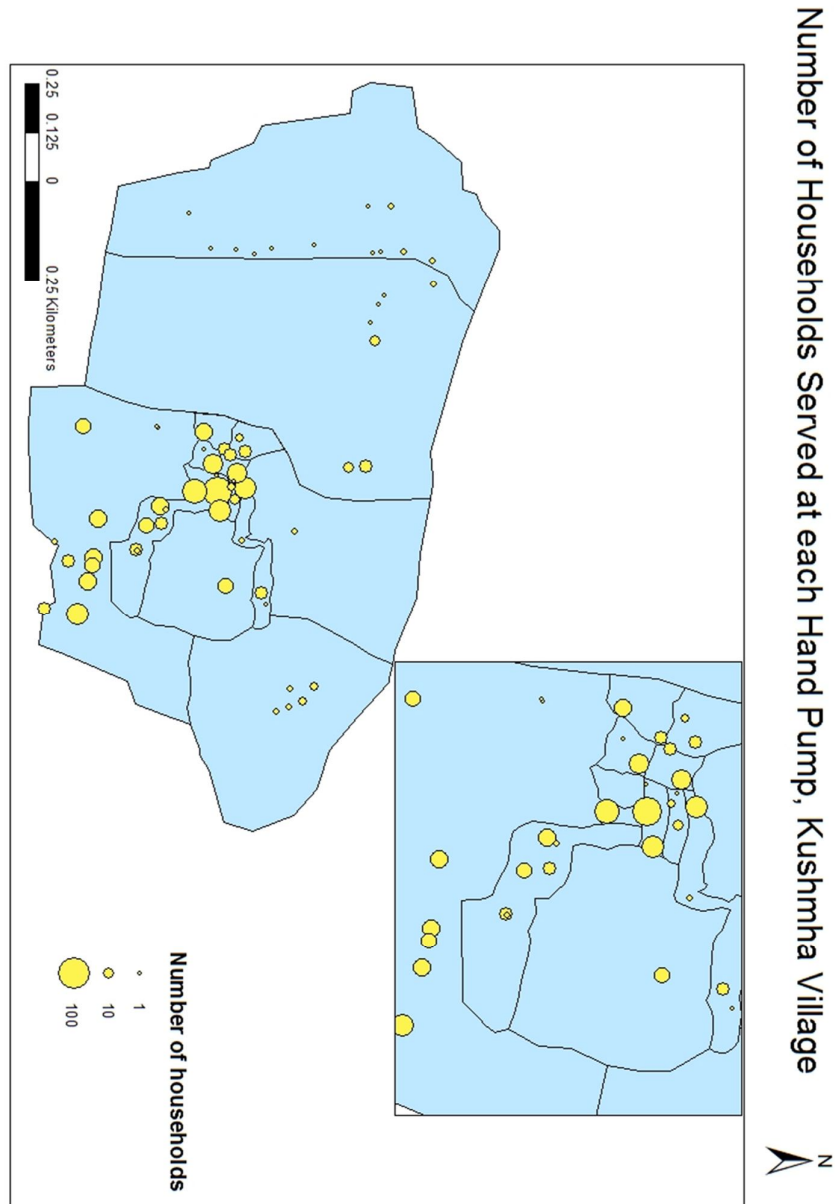 Number of Households Served at each Hand Pump, Kushmha Village
N
0.25 0.125 0 0.25 Kilometers
Number of households
1
10
100